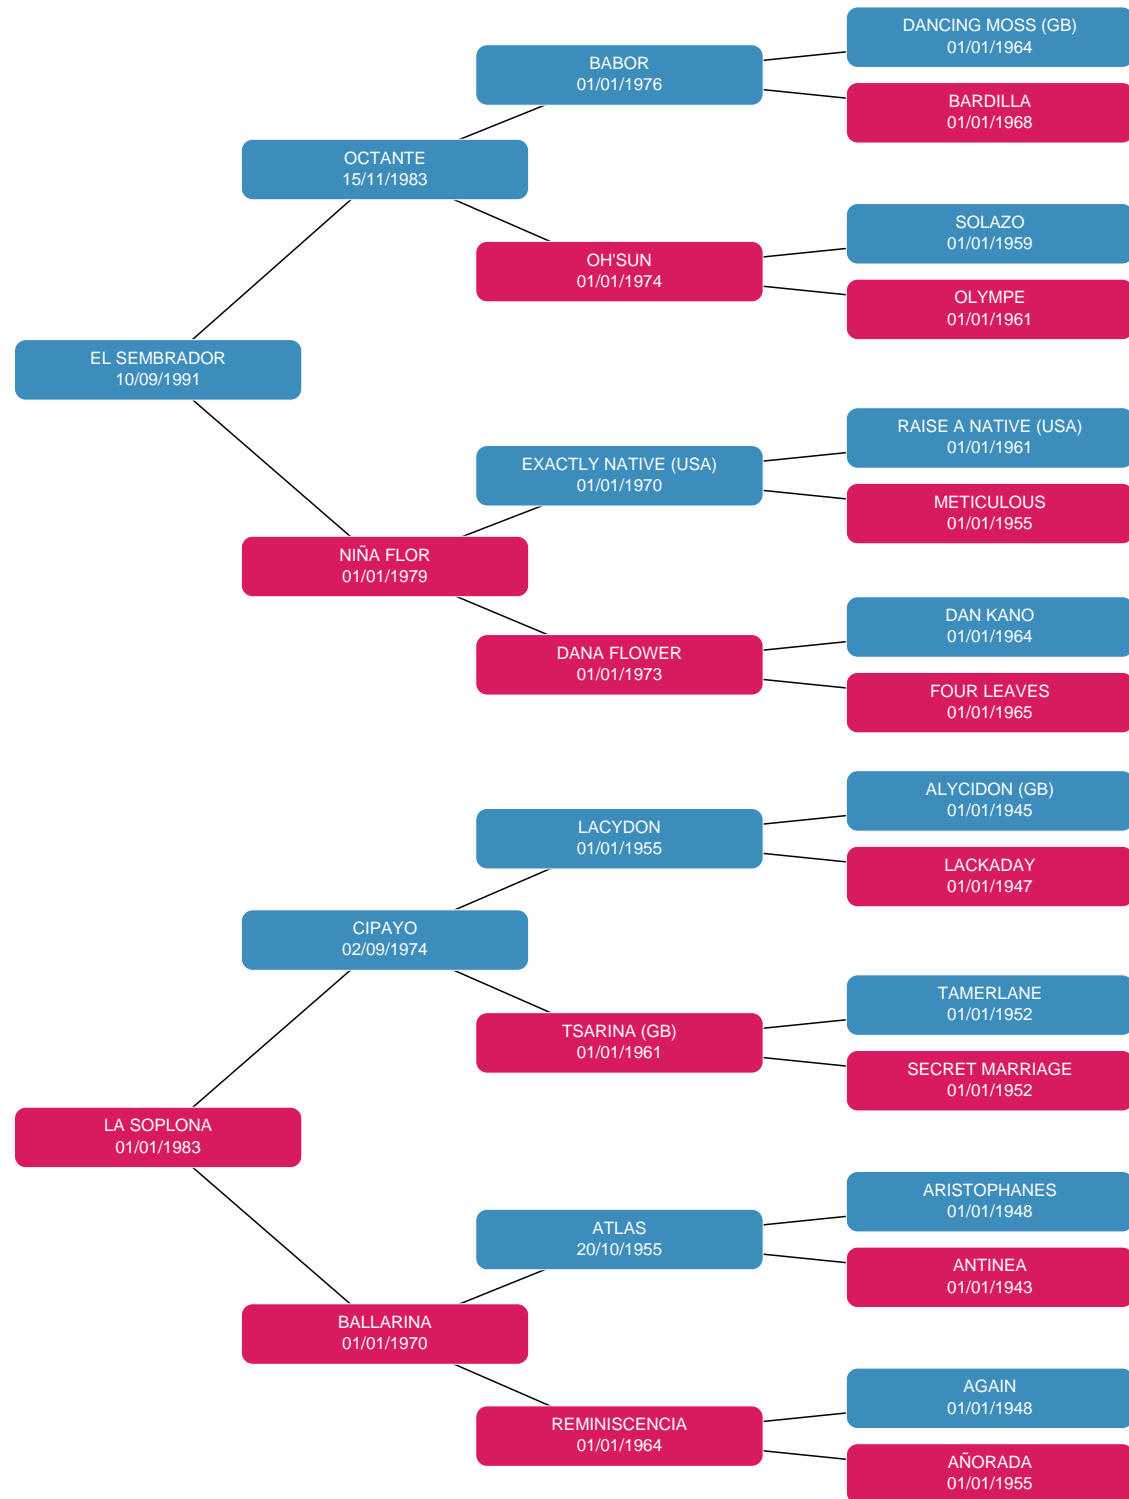 DANCING MOSS (GB)
01/01/1964
BABOR
01/01/1976
BARDILLA
01/01/1968
OCTANTE
15/11/1983
SOLAZO
01/01/1959
OH'SUN
01/01/1974
OLYMPE
01/01/1961
EL SEMBRADOR
10/09/1991
RAISE A NATIVE (USA)
01/01/1961
EXACTLY NATIVE (USA)
01/01/1970
METICULOUS
01/01/1955
NIÑA FLOR
01/01/1979
DAN KANO
01/01/1964
DANA FLOWER
01/01/1973
FOUR LEAVES
01/01/1965
ALYCIDON (GB)
01/01/1945
LACYDON
01/01/1955
LACKADAY
01/01/1947
CIPAYO
02/09/1974
TAMERLANE
01/01/1952
TSARINA (GB)
01/01/1961
SECRET MARRIAGE
01/01/1952
LA SOPLONA
01/01/1983
ARISTOPHANES
01/01/1948
ATLAS
20/10/1955
ANTINEA
01/01/1943
BALLARINA
01/01/1970
AGAIN
01/01/1948
REMINISCENCIA
01/01/1964
AÑORADA
01/01/1955